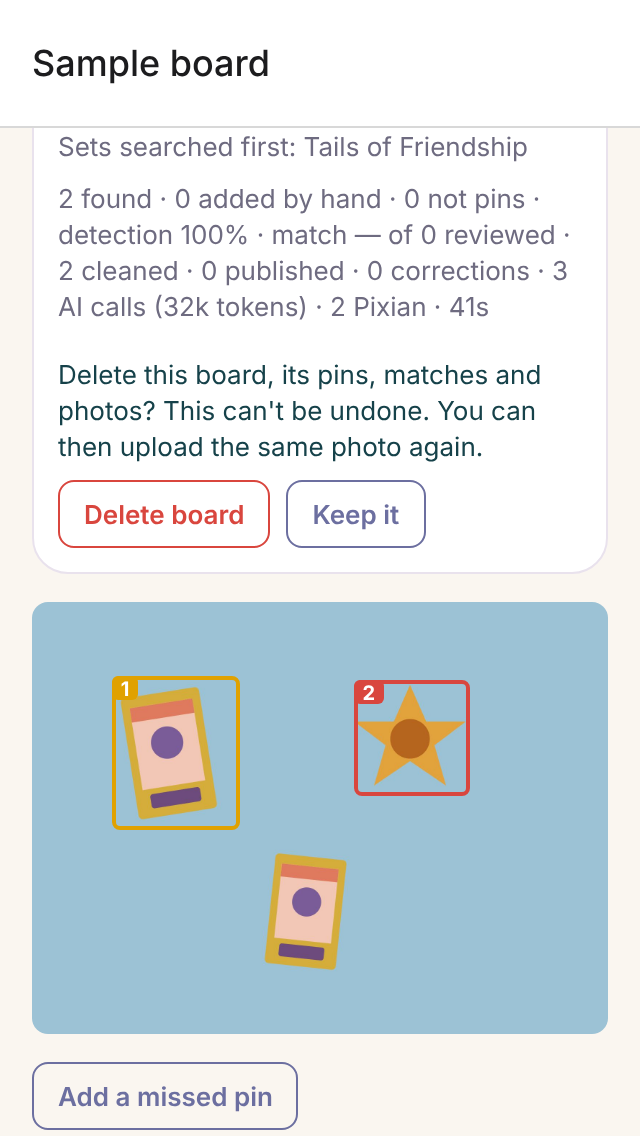 Sample board
Sets searched first: Tails of Friendship
2 found · 0 added by hand · 0 not pins ·
detection 100% · match — of 0 reviewed ·
2 cleaned · 0 published · 0 corrections · 3
AI calls (32k tokens) · 2 Pixian · 41s
Delete this board, its pins, matches and
photos? This can't be undone. You can
then upload the same photo again.
Delete board
Keep it
1
2
Add a missed pin